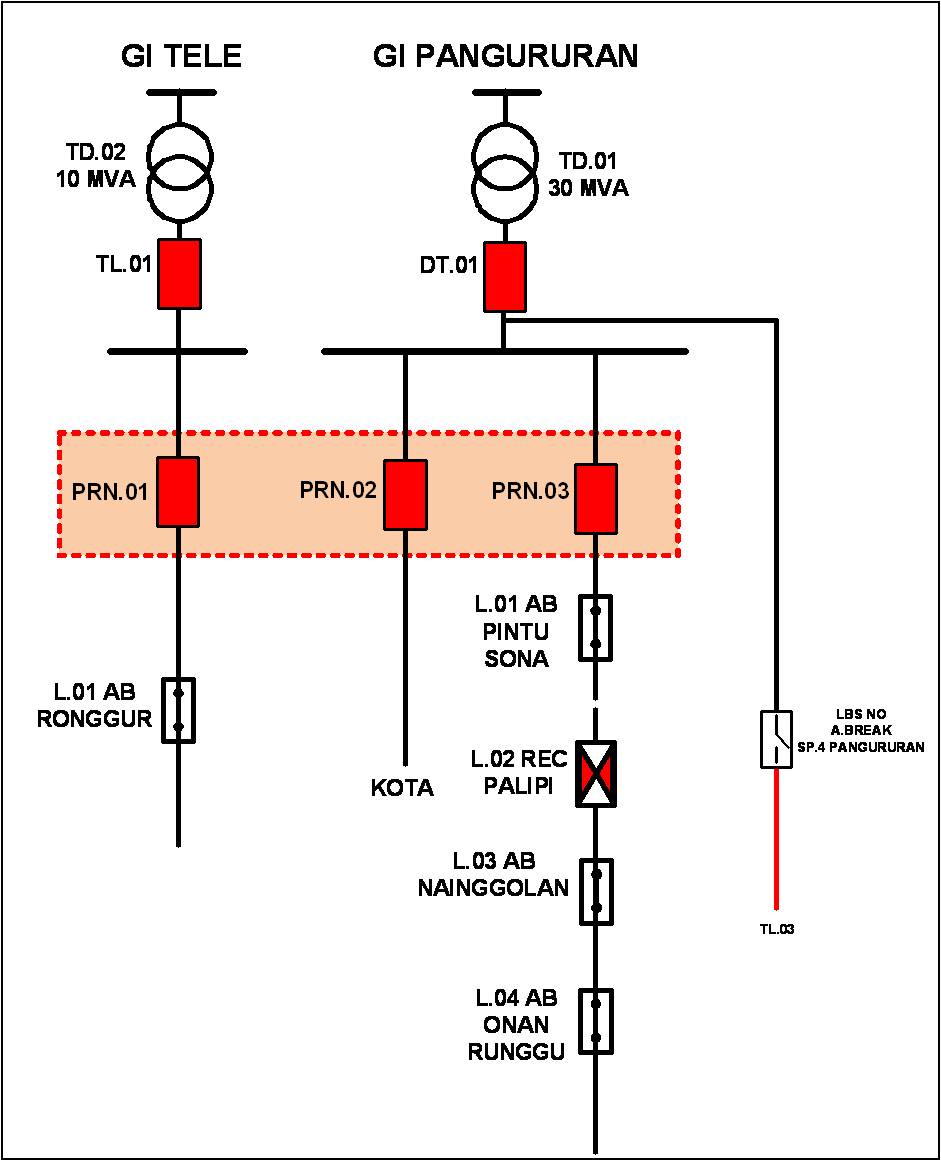 GI TELE
GI PANGURURAN
TD.02
10 MVA
TD.01
30 MVA
TL.01
DT.01
PRN.01
PRN.02
PRN.03
L.01 AB
PINTU
SONA
L.01 AB
RONGGUR
LBS NO
A.BREAK
SP.4 PANGURURAN
L.02 REC
PALIPI
KOTA
L.03 AB
NAINGGOLAN
TL.03
L.04 AB
ONAN
RUNGGU